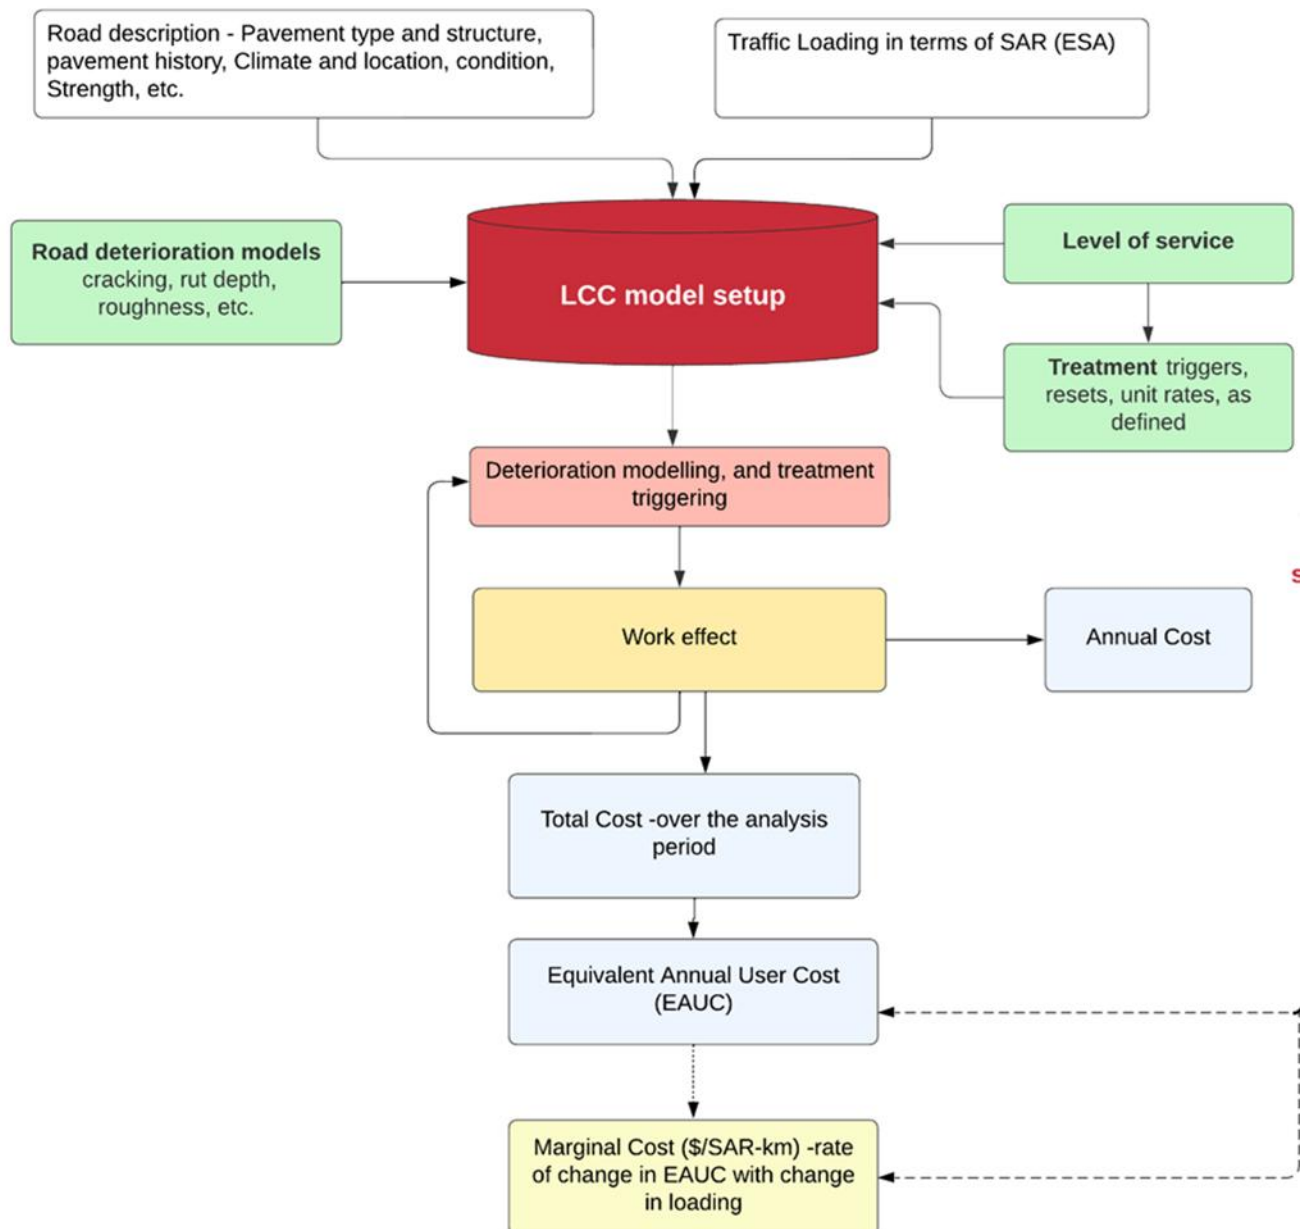 Road description - Pavement type and structure,
pavement history, Climate and location, condition,
Strength, etc.
Traffic Loading in terms of SAR (ESA)
Road deterioration models
cracking, rut depth,
roughness, etc.
LCC model setup
Level of service
Treatment triggers,
resets, unit rates, as
defined
Deterioration modelling, and treatment
triggering
Work effect
Annual Cost
Total Cost -over the analysis
period
Equivalent Annual User Cost
(EAUC)
Marginal Cost ($/SAR-km) -rate
of change in EAUC with change
in loading